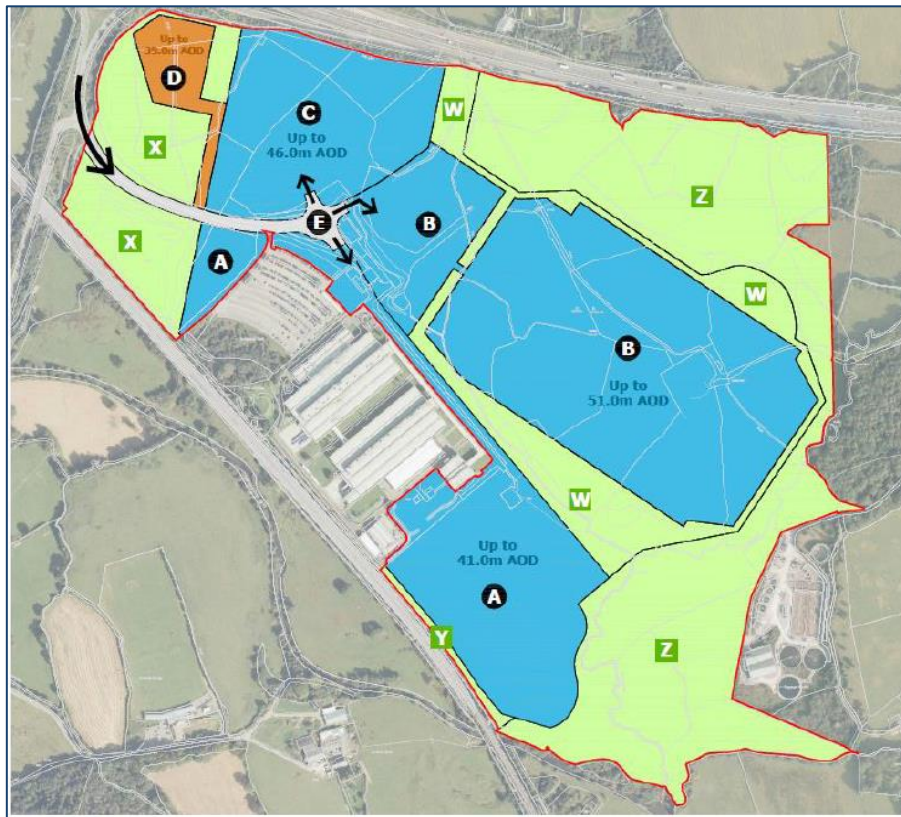 Up to
35.0m AOD
D
C
Up to
46.0m AOD
W
X
Z
E
B
X
A
W
B
Up to
51.0m AOD
W
Up to
41.0m AOD
A
Y
Z